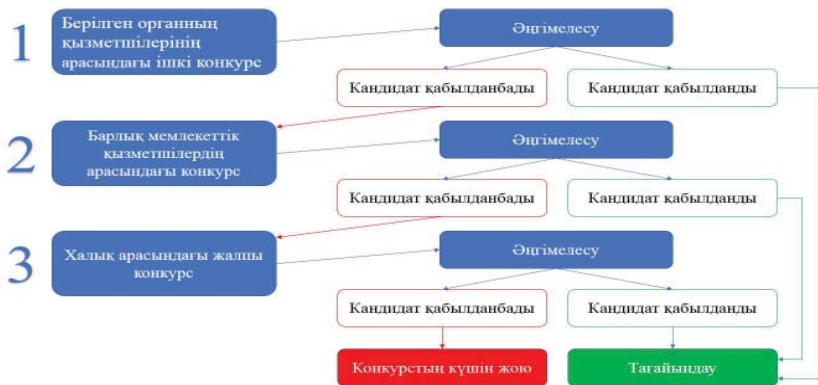 1
Берілген органның
қызметшілерінің
арасындағы ішкі конкурс
Әңгімелесу
Кандидат қабылданбады
Кандидат қабылданды
2
Барлық мемлекеттік
қызметшілердің
арасындағы конкурс
Әңгімелесу
Кандидат қабылданбады
Кандидат қабылданды
3
Халық арасындағы жалпы
конкурс
Әңгімелесу
Кандидат қабылданбады
Кандидат қабылданды
Конкурстың күшін жою
Тағайындау